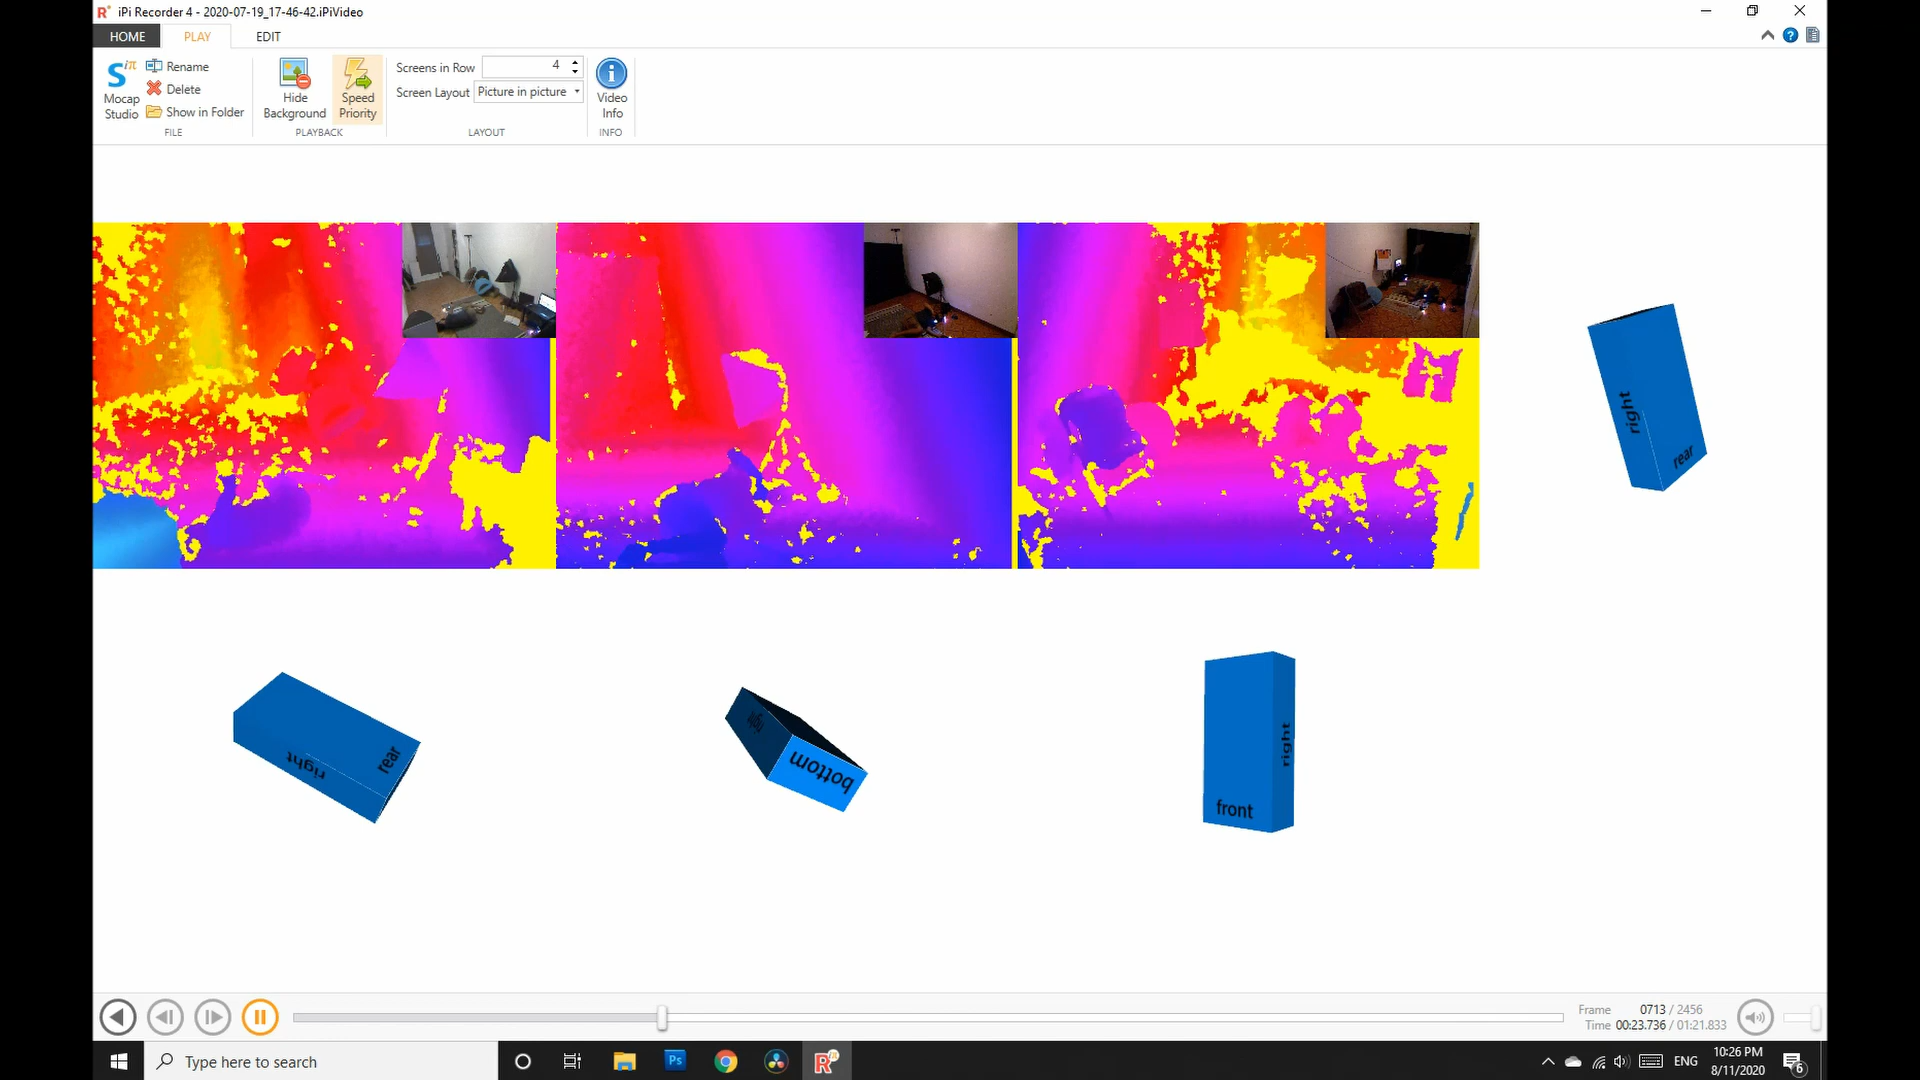 iPi Recorder 4 - 2020-07-19_17-46-42.iPiVideo
HOME PLAY EDIT
Mocap Studio
Rename
Delete
Show in Folder
FILE
Hide Background
Speed Priority
PLAYBACK
Screens in Row 4
Screen Layout Picture in picture
LAYOUT
Video Info
INFO
right
rear
right
rear
right
bottom
right
front
Frame 0713 / 2456
Time 00:23.736 / 01:21.833
Type here to search
Ps
ENG
10:26 PM
8/11/2020
6